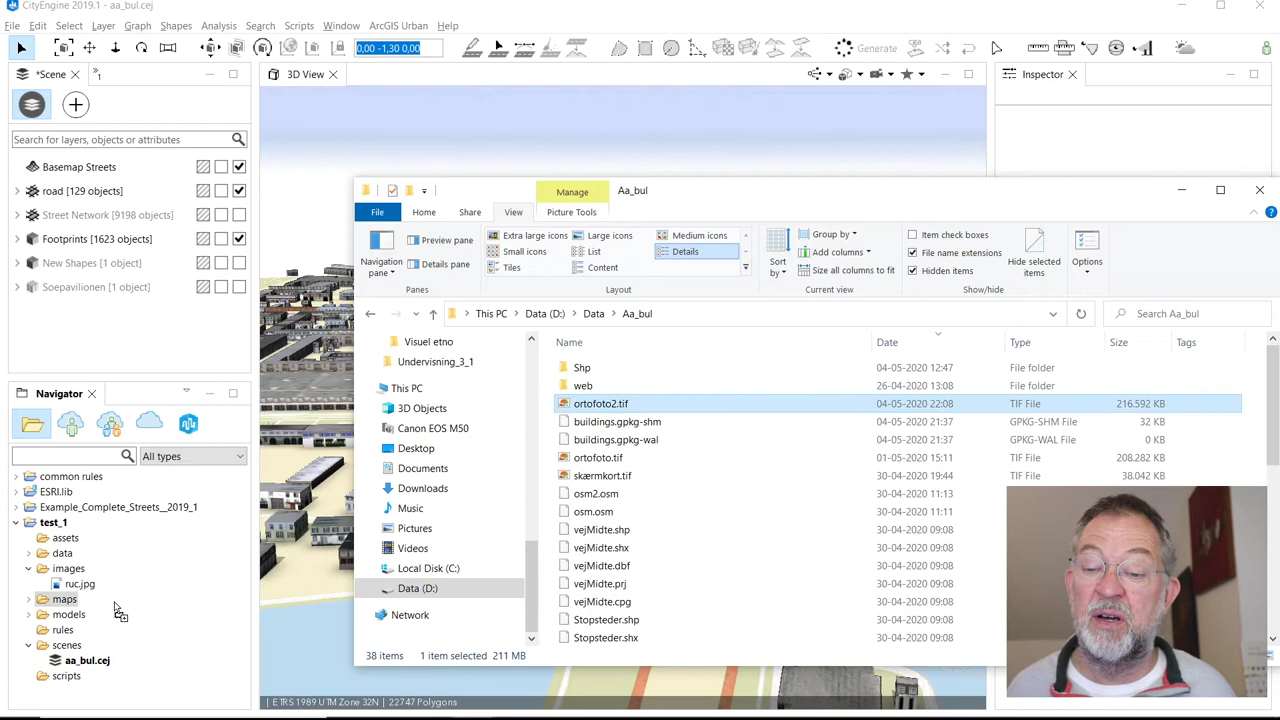 CityEngine 2019.1 - aa_bul.cej
File Edit Select Layer Graph Shapes Analysis Search Scripts Window ArcGIS Urban Help
0,00 -1,30 0,00
Generate
*Scene
»1
3D View
Inspector
Search for layers, objects or attributes
Basemap Streets
road [129 objects]
Street Network [9198 objects]
Footprints [1623 objects]
New Shapes [1 object]
Soepavilionen [1 object]
Navigator
All types
common rules
ESRI.lib
Example_Complete_Streets__2019_1
test_1
assets
data
images
ruc.jpg
maps
models
rules
scenes
aa_bul.cej
scripts
Manage
Aa_bul
File Home Share View Picture Tools
Navigation pane
Preview pane
Details pane
Panes
Extra large icons Large icons Medium icons
Small icons List Details
Tiles Content
Layout
Sort by
Group by
Add columns
Size all columns to fit
Current view
Item check boxes
File name extensions
Hidden items
Hide selected items
Show/hide
Options
This PC Data (D:) Data Aa_bul
Search Aa_bul
Visuel etno
Undervisning_3_1
This PC
3D Objects
Canon EOS M50
Desktop
Documents
Downloads
Music
Pictures
Videos
Local Disk (C:)
Data (D:)
Network
Name Date Type Size Tags
Shp 04-05-2020 12:47 File folder
web 26-04-2020 13:08 File folder
ortofoto2.tif 04-05-2020 22:08 TIF File 216.592 KB
buildings.gpkg-shm 04-05-2020 21:37 GPKG-SHM File 32 KB
buildings.gpkg-wal 04-05-2020 21:37 GPKG-WAL File 0 KB
ortofoto.tif 01-05-2020 15:11 TIF File 208.282 KB
skærmkort.tif 30-04-2020 19:44 TIF File 38.042 KB
osm2.osm 30-04-2020 11:13
osm.osm 30-04-2020 11:11
vejMidte.shp 30-04-2020 09:08
vejMidte.shx 30-04-2020 09:08
vejMidte.dbf 30-04-2020 09:08
vejMidte.prj 30-04-2020 09:08
vejMidte.cpg 30-04-2020 09:08
Stopsteder.shp 30-04-2020 09:08
Stopsteder.shx 30-04-2020 09:08
38 items 1 item selected 211 MB
ETRS 1989 UTM Zone 32N | 22747 Polygons